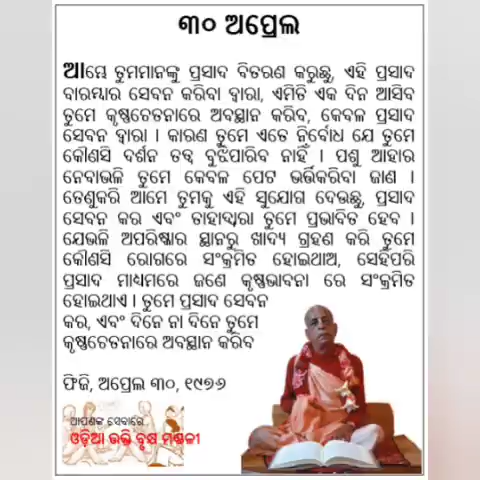 ୩୦ ଅପ୍ରେଲ
ଆମ୍ଭେ ତୁମମାନଙ୍କୁ ପ୍ରସାଦ ବିତରଣ କରୁଛୁ, ଏହି ପ୍ରସାଦ
ବାରମ୍ବାର ସେବନ କରିବା ଦ୍ୱାରା, ଏମିତି ଏକ ଦିନ ଆସିବ
ତୁମେ କୃଷ୍ଣଚେତନାରେ ଅବସ୍ଥାନ କରିବ, କେବଳ ପ୍ରସାଦ
ସେବନ ଦ୍ୱାରା । କାରଣ ତୁମେ ଏତେ ନିର୍ବୋଧ ଯେ ତୁମେ
କୌଣସି ଦର୍ଶନ ତତ୍ତ୍ୱ ବୁଝିପାରିବ ନାହିଁ । ପଶୁ ଆହାର
ନେବାଭଳି ତୁମେ କେବଳ ପେଟ ଭର୍ତ୍ତିକରିବା ଜାଣ ।
ତେଣୁକରି ଆମେ ତୁମକୁ ଏହି ସୁଯୋଗ ଦେଉଛୁ, ପ୍ରସାଦ
ସେବନ କର ଏବଂ ତାହାଦ୍ୱାରା ତୁମେ ପ୍ରଭାବିତ ହେବ ।
ଯେଭଳି ଅପରିଷ୍କାର ସ୍ଥାନରୁ ଖାଦ୍ୟ ଗ୍ରହଣ କରି ତୁମେ
କୌଣସି ରୋଗରେ ସଂକ୍ରମିତ ହୋଇଥାଅ, ସେହିପରି
ପ୍ରସାଦ ମାଧ୍ୟମରେ ଜଣେ କୃଷ୍ଣଭାବନା ରେ ସଂକ୍ରମିତ
ହୋଇଥାଏ । ତୁମେ ପ୍ରସାଦ ସେବନ
କର, ଏବଂ ଦିନେ ନା ଦିନେ ତୁମେ
କୃଷ୍ଣଚେତନାରେ ଅବସ୍ଥାନ କରିବ
ଫିଜି, ଅପ୍ରେଲ ୩୦, ୧୯୭୬
ଆପଣଙ୍କ ସେବାରେ
ଓଡ଼ିଆ ଭକ୍ତି ବୃକ୍ଷ ମଣ୍ଡଳୀ